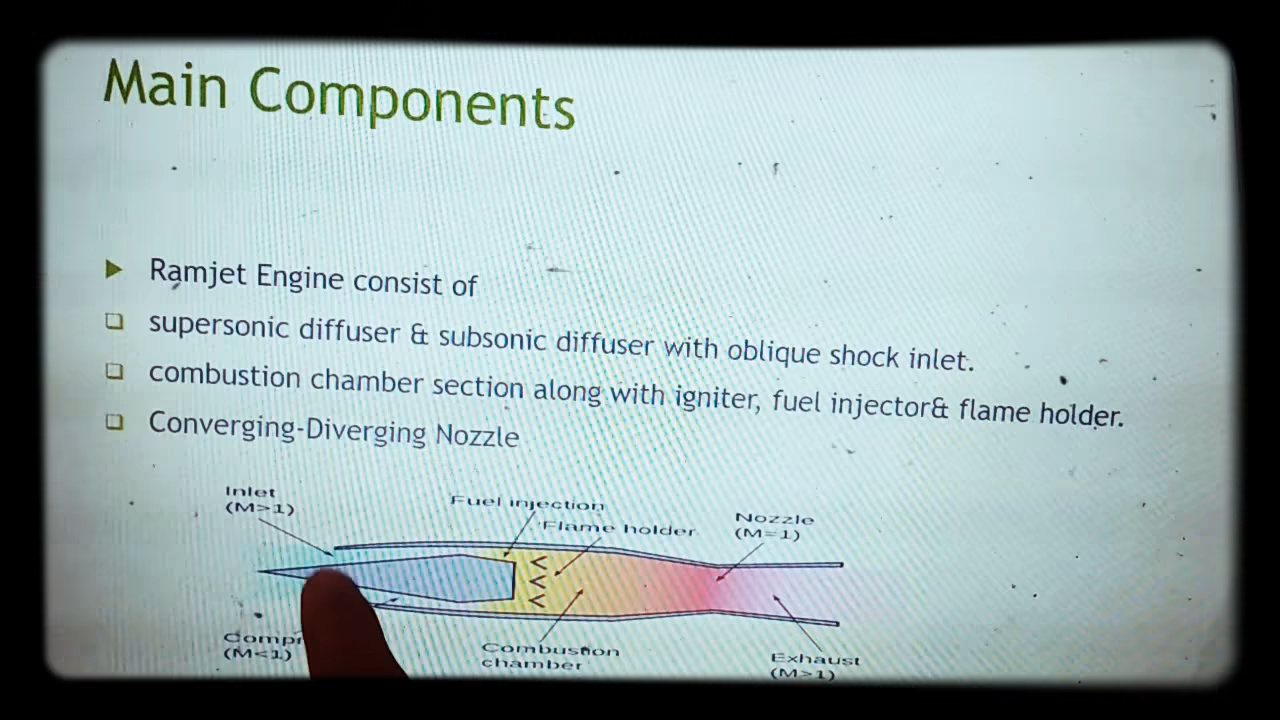 Main Components
Ramjet Engine consist of
supersonic diffuser & subsonic diffuser with oblique shock inlet.
combustion chamber section along with igniter, fuel injector& flame holder.
Converging-Diverging Nozzle
Inlet
(M>1)
Fuel injection
Flame holder
Nozzle
(M=1)
(M<1)
Combustion
chamber
Exhaust
(M>1)